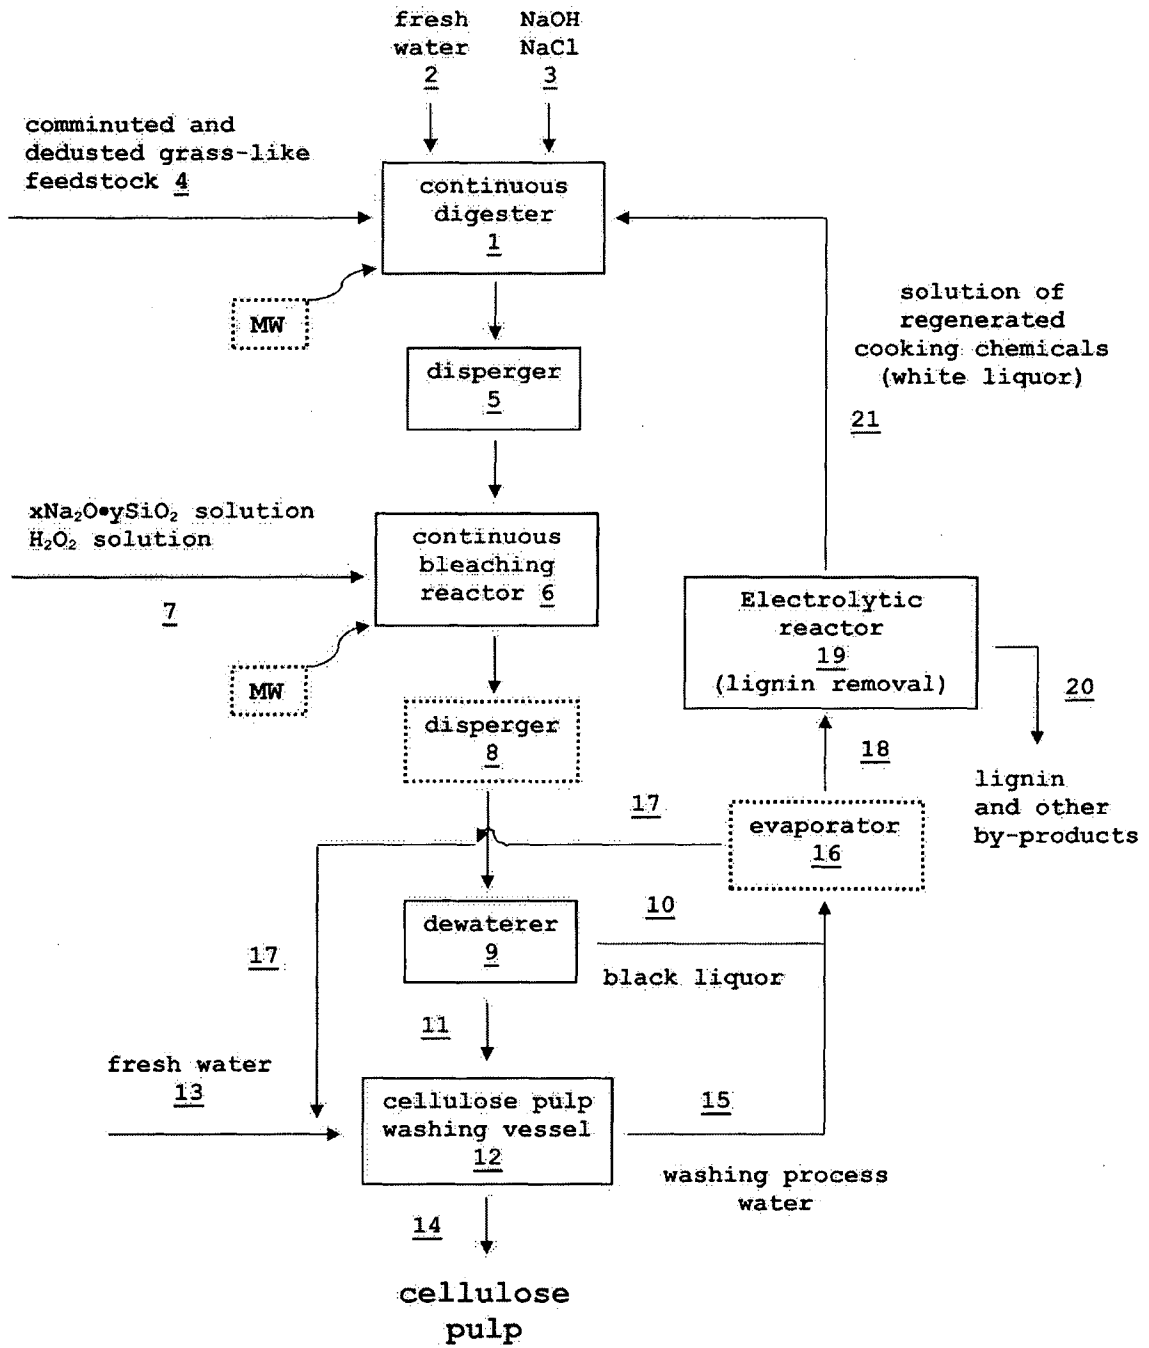 fresh
water
2
NaOH
NaCl
3
comminuted and
dedusted grass-like
feedstock 4
continuous
digester
1
MW
solution of
regenerated
cooking chemicals
(white liquor)
21
disperger
5
xNa₂O•ySiO₂ solution
H₂O₂ solution
7
continuous
bleaching
reactor 6
MW
Electrolytic
reactor
19
(lignin removal)
20
disperger
8
18
lignin
and other
by-products
17
evaporator
16
dewaterer
9
10
black liquor
17
11
fresh water
13
cellulose pulp
washing vessel
12
15
washing process
water
14
cellulose
pulp